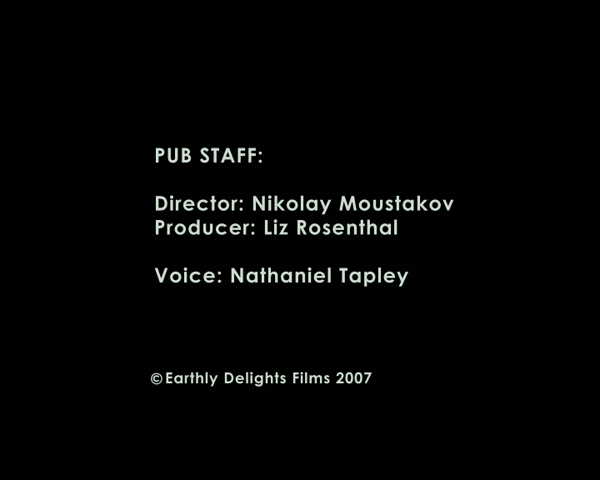 PUB STAFF:
Director: Nikolay Moustakov
Producer: Liz Rosenthal
Voice: Nathaniel Tapley
© Earthly Delights Films 2007